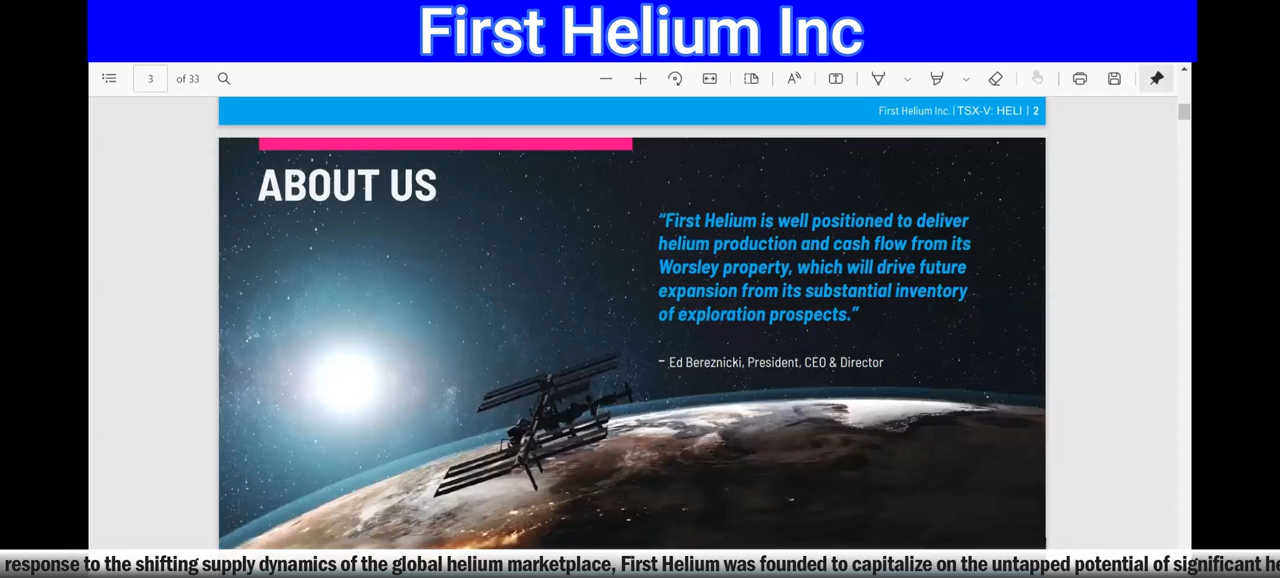 First Helium Inc
3 of 33
First Helium Inc. | TSX-V: HELI | 2
ABOUT US
“First Helium is well positioned to deliver
helium production and cash flow from its
Worsley property, which will drive future
expansion from its substantial inventory
of exploration prospects.”
– Ed Bereznicki, President, CEO & Director
response to the shifting supply dynamics of the global helium marketplace, First Helium was founded to capitalize on the untapped potential of significant he